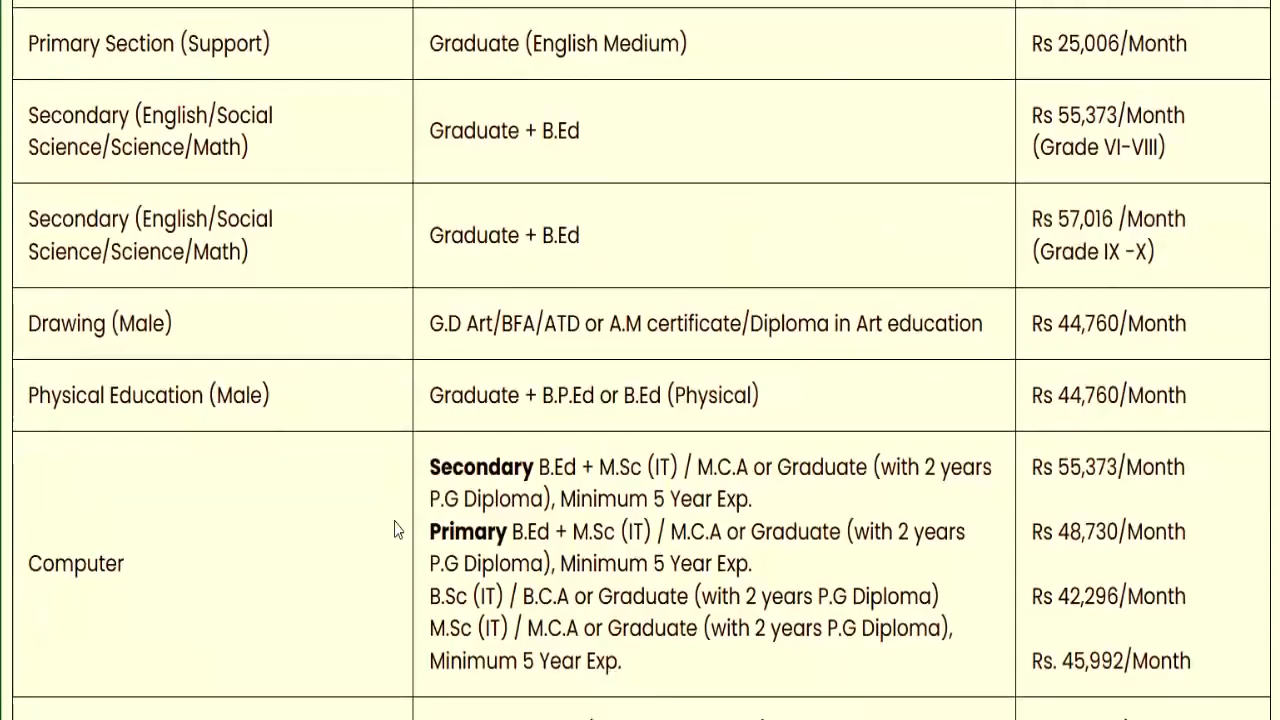 Primary Section (Support)
Graduate (English Medium)
Rs 25,006/Month
Secondary (English/Social
Science/Science/Math)
Graduate + B.Ed
Rs 55,373/Month
(Grade VI-VIII)
Secondary (English/Social
Science/Science/Math)
Graduate + B.Ed
Rs 57,016 /Month
(Grade IX -X)
Drawing (Male)
G.D Art/BFA/ATD or A.M certificate/Diploma in Art education
Rs 44,760/Month
Physical Education (Male)
Graduate + B.P.Ed or B.Ed (Physical)
Rs 44,760/Month
Computer
Secondary B.Ed + M.Sc (IT) / M.C.A or Graduate (with 2 years
P.G Diploma), Minimum 5 Year Exp.
Primary B.Ed + M.Sc (IT) / M.C.A or Graduate (with 2 years
P.G Diploma), Minimum 5 Year Exp.
B.Sc (IT) / B.C.A or Graduate (with 2 years P.G Diploma)
M.Sc (IT) / M.C.A or Graduate (with 2 years P.G Diploma),
Minimum 5 Year Exp.
Rs 55,373/Month
Rs 48,730/Month
Rs 42,296/Month
Rs. 45,992/Month